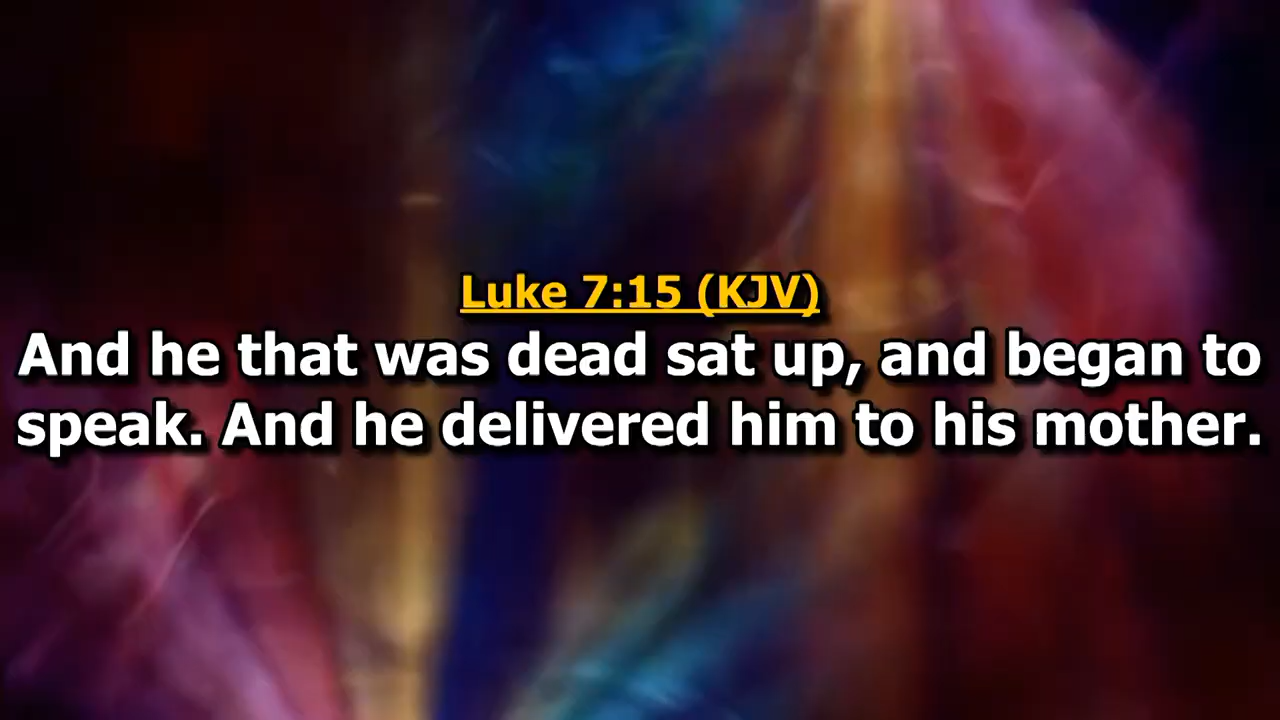 Luke 7:15 (KJV)
And he that was dead sat up, and began to
speak. And he delivered him to his mother.